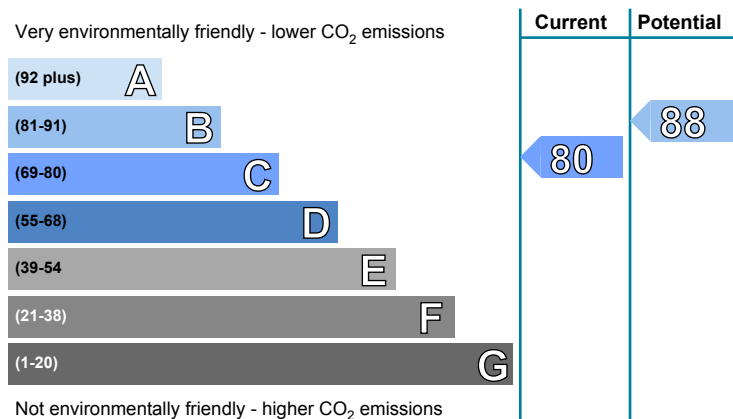 Current Potential
Very environmentally friendly - lower CO₂ emissions
(92 plus) A
(81-91) B
88
(69-80) C
80
(55-68) D
(39-54 E
(21-38) F
(1-20) G
Not environmentally friendly - higher CO₂ emissions